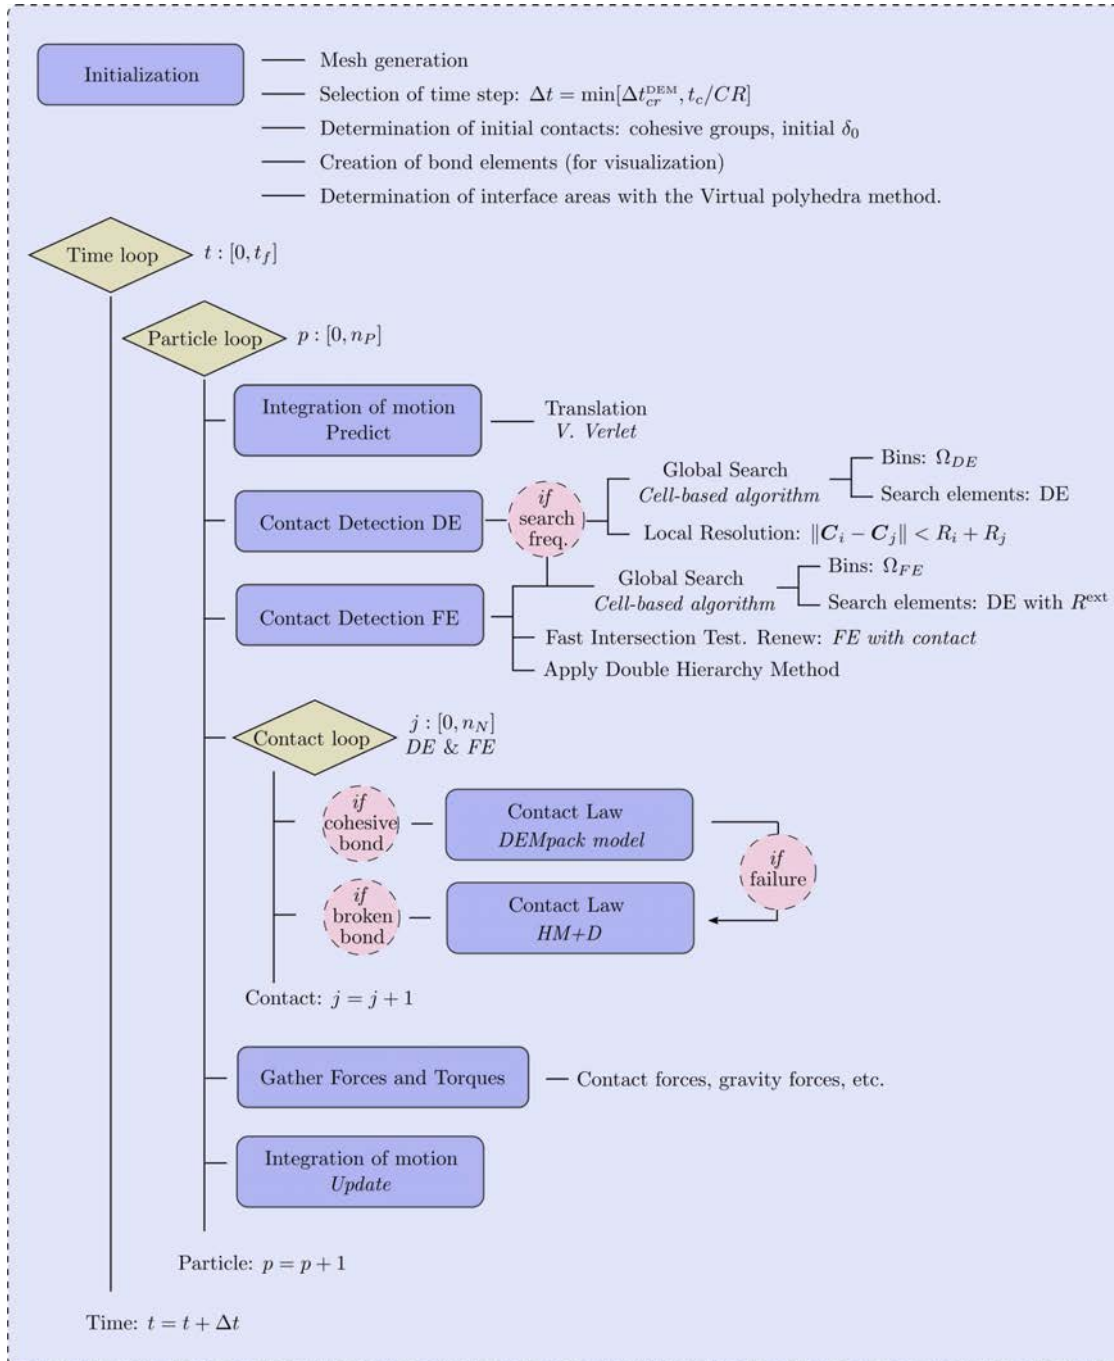 Initialization
Mesh generation
Selection of time step: Δt = min[Δt_cr^DEM, t_c/CR]
Determination of initial contacts: cohesive groups, initial δ_0
Creation of bond elements (for visualization)
Determination of interface areas with the Virtual polyhedra method.
Time loop
t : [0, t_f]
Particle loop
p : [0, n_P]
Integration of motion
Predict
Translation
V. Verlet
Contact Detection DE
if
search
freq.
Global Search
Cell-based algorithm
Bins: Ω_DE
Search elements: DE
Local Resolution: ‖C_i − C_j‖ < R_i + R_j
Contact Detection FE
Global Search
Cell-based algorithm
Bins: Ω_FE
Search elements: DE with R^ext
Fast Intersection Test. Renew: FE with contact
Apply Double Hierarchy Method
Contact loop
j : [0, n_N]
DE & FE
if
cohesive
bond
Contact Law
DEMpack model
if
failure
if
broken
bond
Contact Law
HM+D
Contact: j = j + 1
Gather Forces and Torques
Contact forces, gravity forces, etc.
Integration of motion
Update
Particle: p = p + 1
Time: t = t + Δt